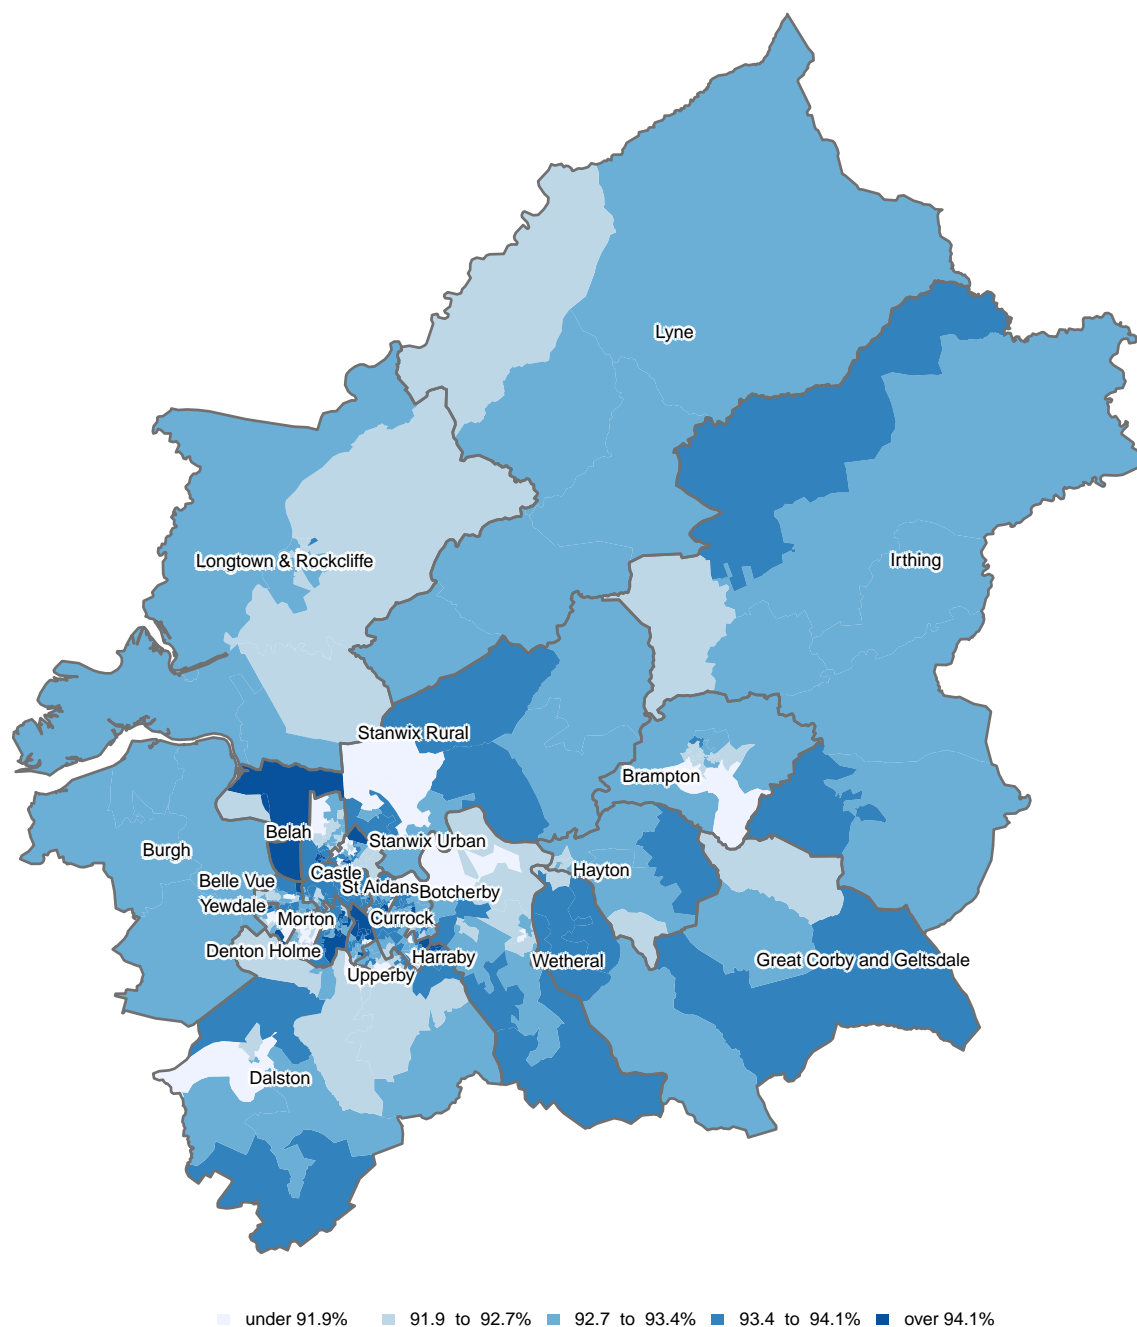 Lyne
Longtown & Rockcliffe
Irthing
Stanwix Rural
Brampton
Belah
Stanwix Urban
Burgh
Castle
Hayton
Belle Vue
St Aidans
Botcherby
Yewdale
Morton
Currock
Denton Holme
Harraby
Wetheral
Great Corby and Geltsdale
Upperby
Dalston
under 91.9% 91.9 to 92.7% 92.7 to 93.4% 93.4 to 94.1% over 94.1%